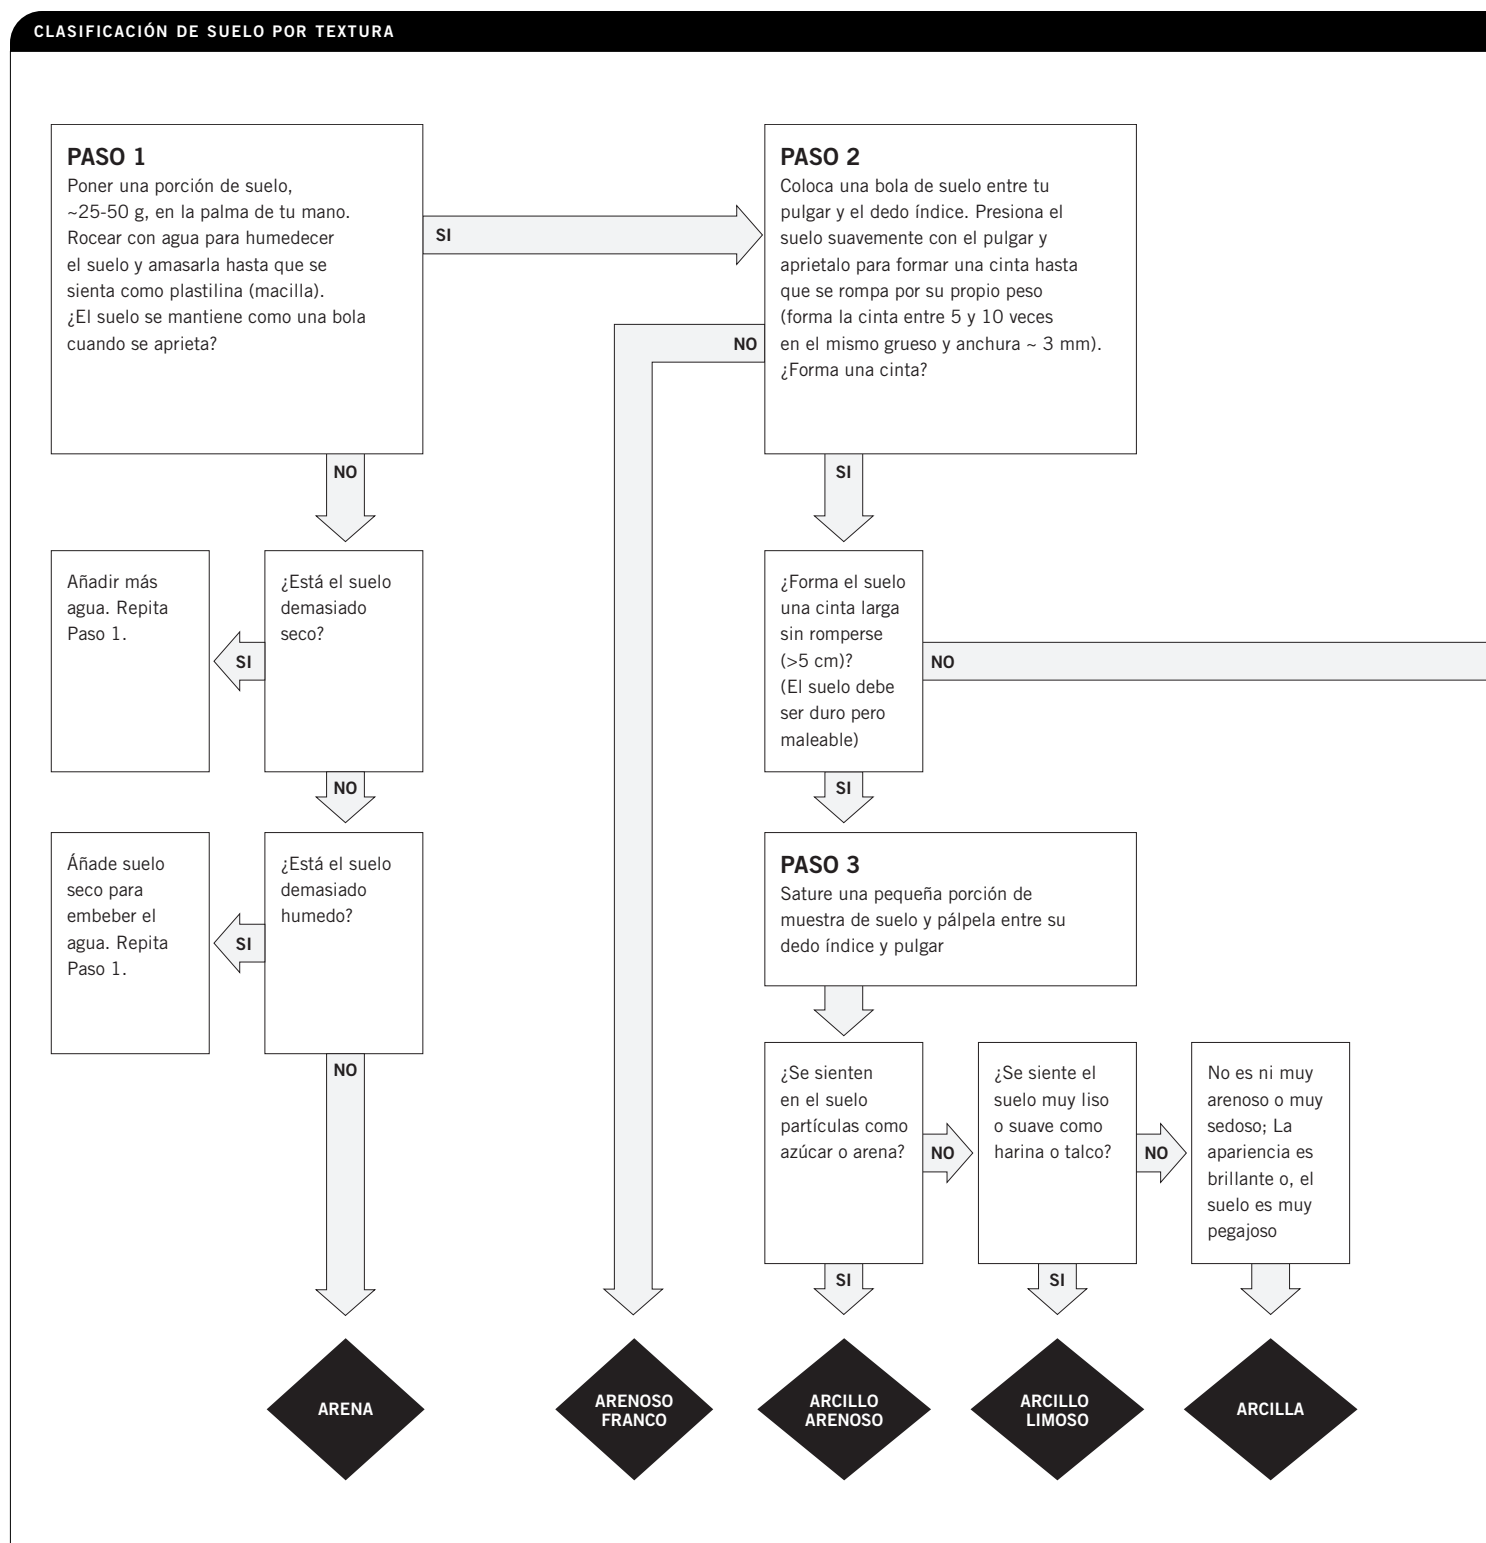 CLASIFICACIÓN DE SUELO POR TEXTURA
PASO 1
Poner una porción de suelo,
~25-50 g, en la palma de tu mano.
Rocear con agua para humedecer
el suelo y amasarla hasta que se
sienta como plastilina (macilla).
¿El suelo se mantiene como una bola
cuando se aprieta?
SI
PASO 2
Coloca una bola de suelo entre tu
pulgar y el dedo índice. Presiona el
suelo suavemente con el pulgar y
aprietalo para formar una cinta hasta
que se rompa por su propio peso
(forma la cinta entre 5 y 10 veces
en el mismo grueso y anchura ~ 3 mm).
¿Forma una cinta?
NO
NO
SI
Añadir más
agua. Repita
Paso 1.
SI
¿Está el suelo
demasiado
seco?
¿Forma el suelo
una cinta larga
sin romperse
(>5 cm)?
(El suelo debe
ser duro pero
maleable)
NO
NO
SI
Áñade suelo
seco para
embeber el
agua. Repita
Paso 1.
SI
¿Está el suelo
demasiado
humedo?
PASO 3
Sature una pequeña porción de
muestra de suelo y pálpela entre su
dedo índice y pulgar
NO
¿Se sienten
en el suelo
partículas como
azúcar o arena?
NO
¿Se siente el
suelo muy liso
o suave como
harina o talco?
NO
No es ni muy
arenoso o muy
sedoso; La
apariencia es
brillante o, el
suelo es muy
pegajoso
SI
SI
ARENA
ARENOSO
FRANCO
ARCILLO
ARENOSO
ARCILLO
LIMOSO
ARCILLA